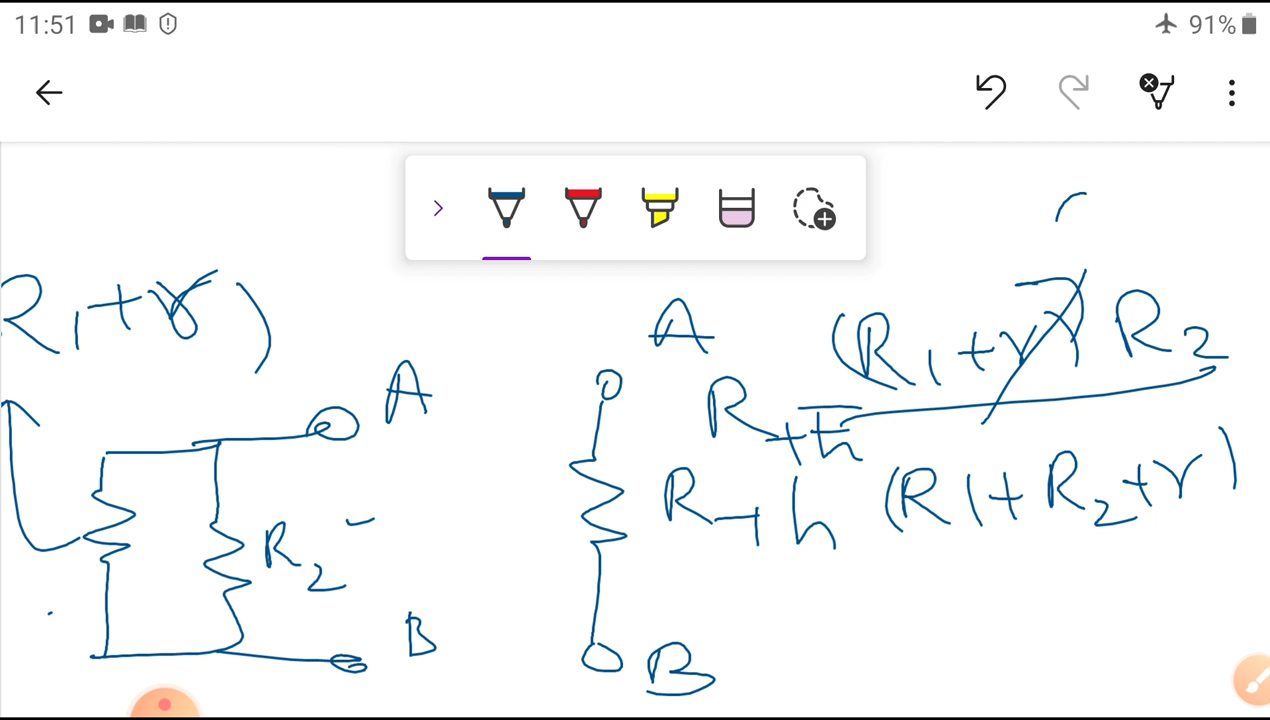 11:51
91%
(R1+r)
A
R2
B
A
Rth
B
Rth = (R1+r) R2
(R1+R2+r)